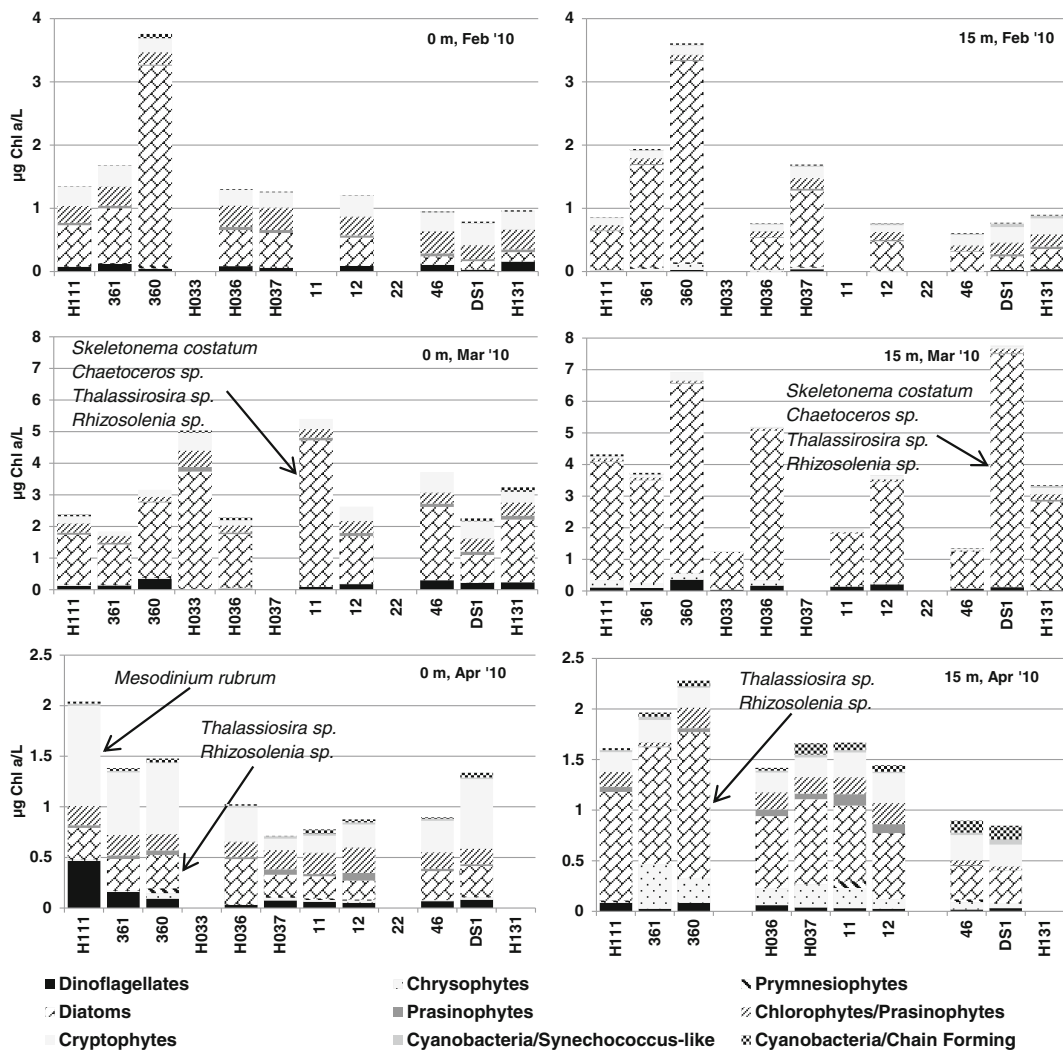 4
3
2
1
0
µg Chl a/L
0 m, Feb '10
H111 361 360 H033 H036 H037 11 12 22 46 DS1 H131
4
3
2
1
0
15 m, Feb '10
H111 361 360 H033 H036 H037 11 12 22 46 DS1 H131
8
7
6
5
4
3
2
1
0
µg Chl a/L
Skeletonema costatum
Chaetoceros sp.
Thalassirosira sp.
Rhizosolenia sp.
0 m, Mar '10
H111 361 360 H033 H036 H037 11 12 22 46 DS1 H131
8
7
6
5
4
3
2
1
0
15 m, Mar '10
Skeletonema costatum
Chaetoceros sp.
Thalassirosira sp.
Rhizosolenia sp.
H111 361 360 H033 H036 H037 11 12 22 46 DS1 H131
2.5
2
1.5
1
0.5
0
µg Chl a/L
Mesodinium rubrum
0 m, Apr '10
Thalassiosira sp.
Rhizosolenia sp.
H111 361 360 H033 H036 H037 11 12 22 46 DS1 H131
2.5
2
1.5
1
0.5
0
Thalassiosira sp.
Rhizosolenia sp.
15 m, Apr '10
H111 361 360 H036 H037 11 12 46 DS1 H131
Dinoflagellates
Chrysophytes
Prymnesiophytes
Diatoms
Prasinophytes
Chlorophytes/Prasinophytes
Cryptophytes
Cyanobacteria/Synechococcus-like
Cyanobacteria/Chain Forming